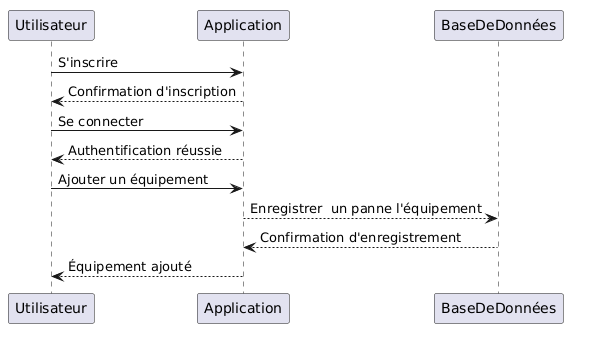 Utilisateur Application BaseDeDonnées
S'inscrire
Confirmation d'inscription
Se connecter
Authentification réussie
Ajouter un équipement
Enregistrer  un panne l'équipement
Confirmation d'enregistrement
Équipement ajouté
Utilisateur Application BaseDeDonnées